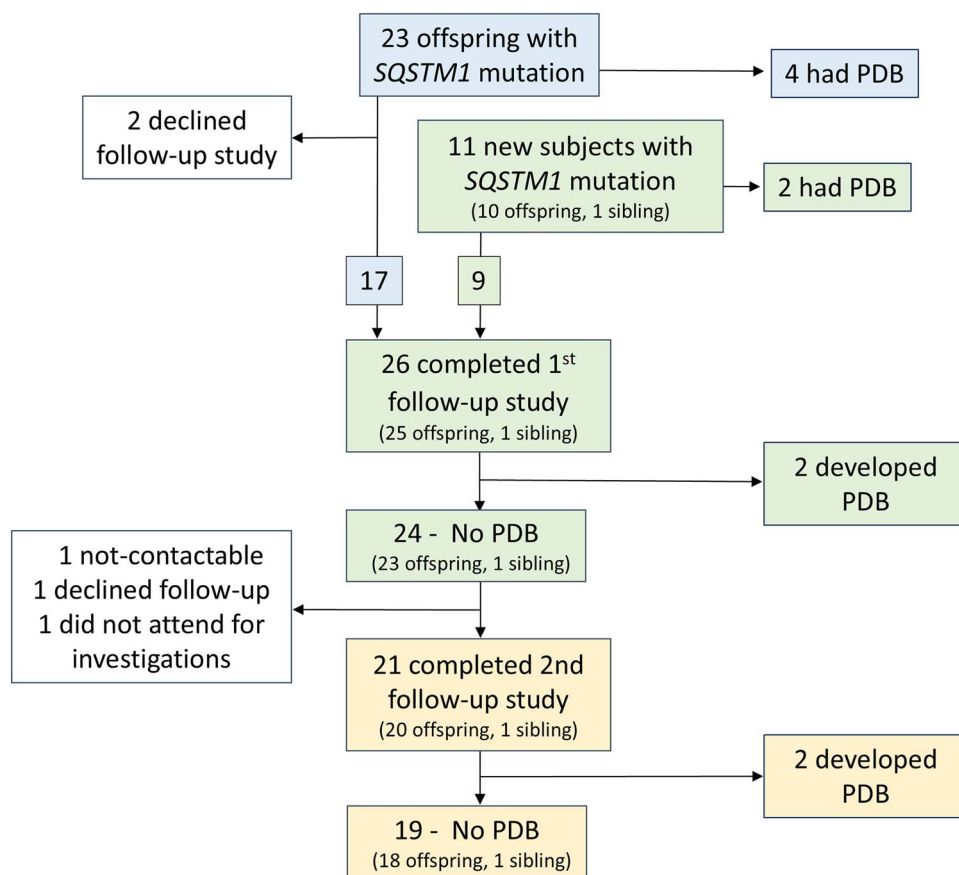 23 offspring with
SQSTM1 mutation
4 had PDB
2 declined
follow-up study
11 new subjects with
SQSTM1 mutation
(10 offspring, 1 sibling)
2 had PDB
17
9
26 completed 1st
follow-up study
(25 offspring, 1 sibling)
2 developed
PDB
24 - No PDB
(23 offspring, 1 sibling)
1 not-contactable
1 declined follow-up
1 did not attend for
investigations
21 completed 2nd
follow-up study
(20 offspring, 1 sibling)
2 developed
PDB
19 - No PDB
(18 offspring, 1 sibling)